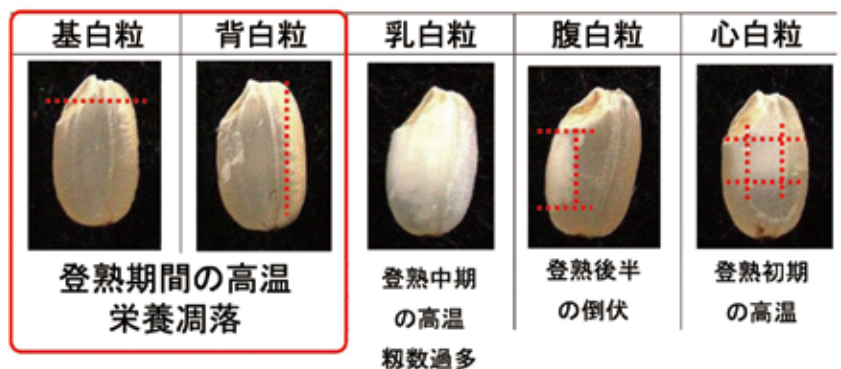 基白粒
背白粒
乳白粒
腹白粒
心白粒
登熟期間の高温
栄養凋落
登熟中期
の高温
籾数過多
登熟後半
の倒伏
登熟初期
の高温